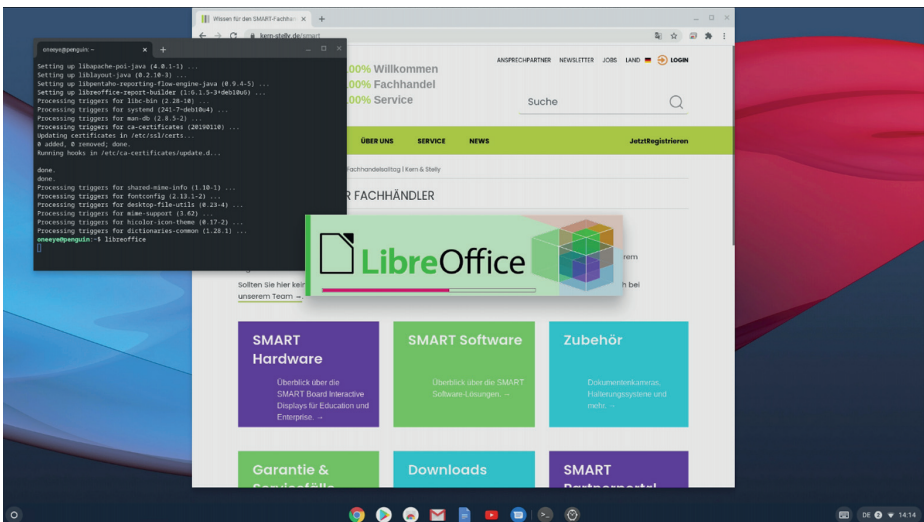 Wissen für den SMART-Fachha
kern-stelly.de/smart
oneeye@penguin: ~
Setting up libapache-poi-java (4.0.1-1) ...
Setting up liblayout-java (0.2.10-3) ...
Setting up libpentaho-reporting-flow-engine-java (0.9.4-5) ...
Setting up libreoffice-report-builder (1:6.1.5-3+deb10u6) ...
Processing triggers for libc-bin (2.28-10) ...
Processing triggers for systemd (241-7~deb10u4) ...
Processing triggers for man-db (2.8.5-2) ...
Processing triggers for ca-certificates (20190110) ...
Updating certificates in /etc/ssl/certs...
0 added, 0 removed; done.
Running hooks in /etc/ca-certificates/update.d...
done.
done.
Processing triggers for shared-mime-info (1.10-1) ...
Processing triggers for fontconfig (2.13.1-2) ...
Processing triggers for desktop-file-utils (0.23-4) ...
Processing triggers for mime-support (3.62) ...
Processing triggers for hicolor-icon-theme (0.17-2) ...
Processing triggers for dictionaries-common (1.28.1) ...
oneeye@penguin:~$ libreoffice
ANSPRECHPARTNER NEWSLETTER JOBS LAND LOGIN
00% Willkommen
00% Fachhandel
00% Service
Suche
ÜBER UNS SERVICE NEWS JetztRegistrieren
Fachhandelsalltag | Kern & Stelly
R FACHHÄNDLER
LibreOffice
rem
Sollten Sie hier kein
h bei
unserem Team →.
SMART
Hardware
Überblick über die
SMART Board Interactive
Displays für Education und
Enterprise. →
SMART Software
Überblick über die SMART
Software-Lösungen. →
Zubehör
Dokumentenkameras,
Halterungssysteme und
mehr. →
Garantie &
Servicefälle
Downloads
SMART
Partnerportal
DE 14:14